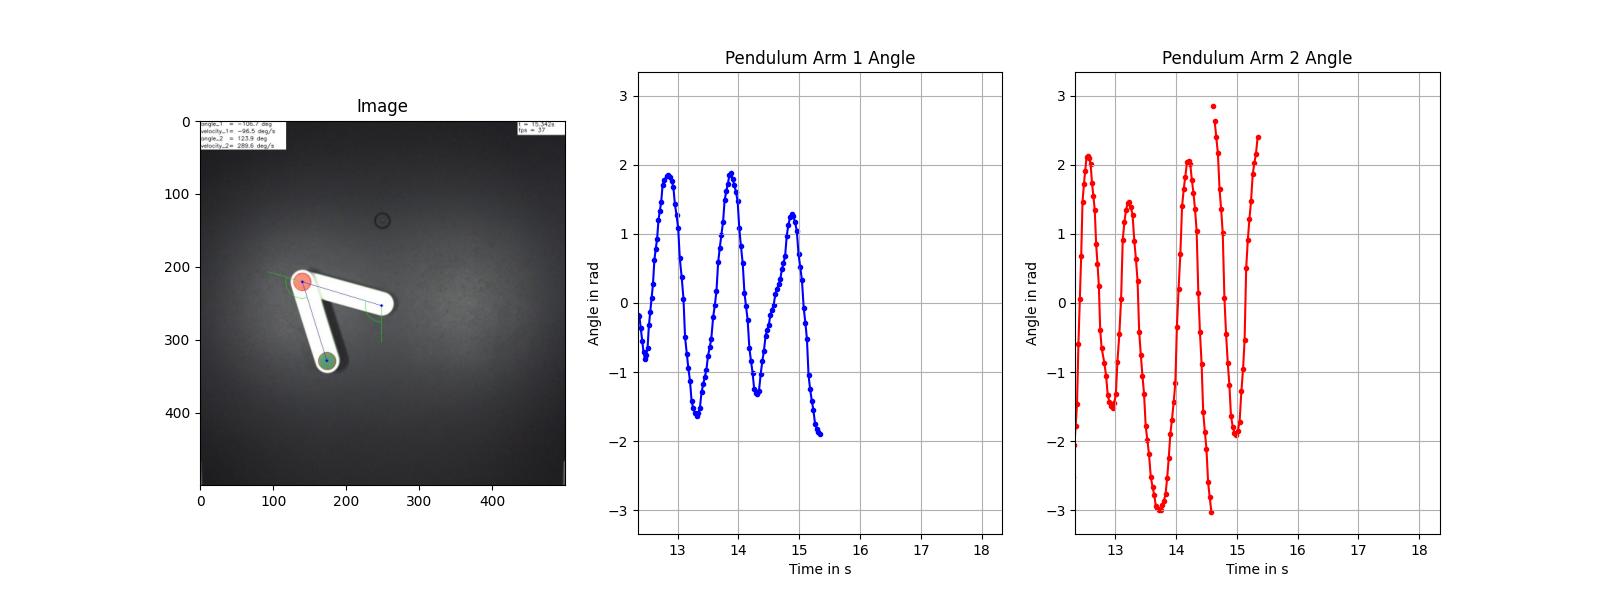 Image
Pendulum Arm 1 Angle
Pendulum Arm 2 Angle
angle_1 = -106.7 deg
velocity_1= -96.5 deg/s
angle_2 = 123.9 deg
velocity_2= 289.6 deg/s
t = 15.342s
fps = 37
0
100
200
300
400
0
100
200
300
400
Angle in rad
3
2
1
0
−1
−2
−3
13
14
15
16
17
18
Time in s
Angle in rad
3
2
1
0
−1
−2
−3
13
14
15
16
17
18
Time in s